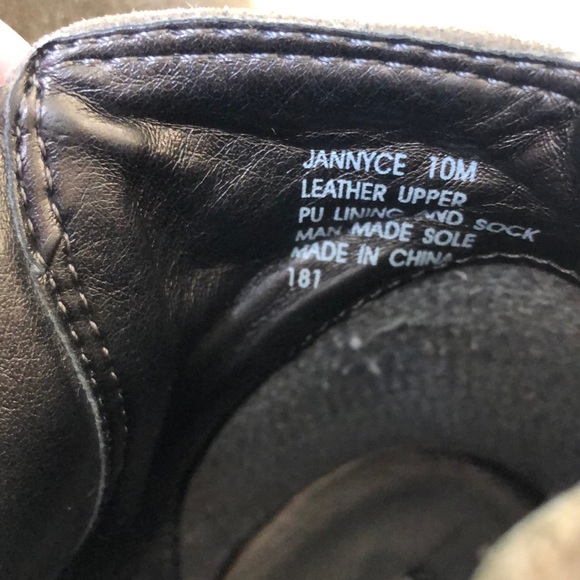 JANNYCE 10M
LEATHER UPPER
PU LINING AND SOCK
MAN MADE SOLE
MADE IN CHINA
181